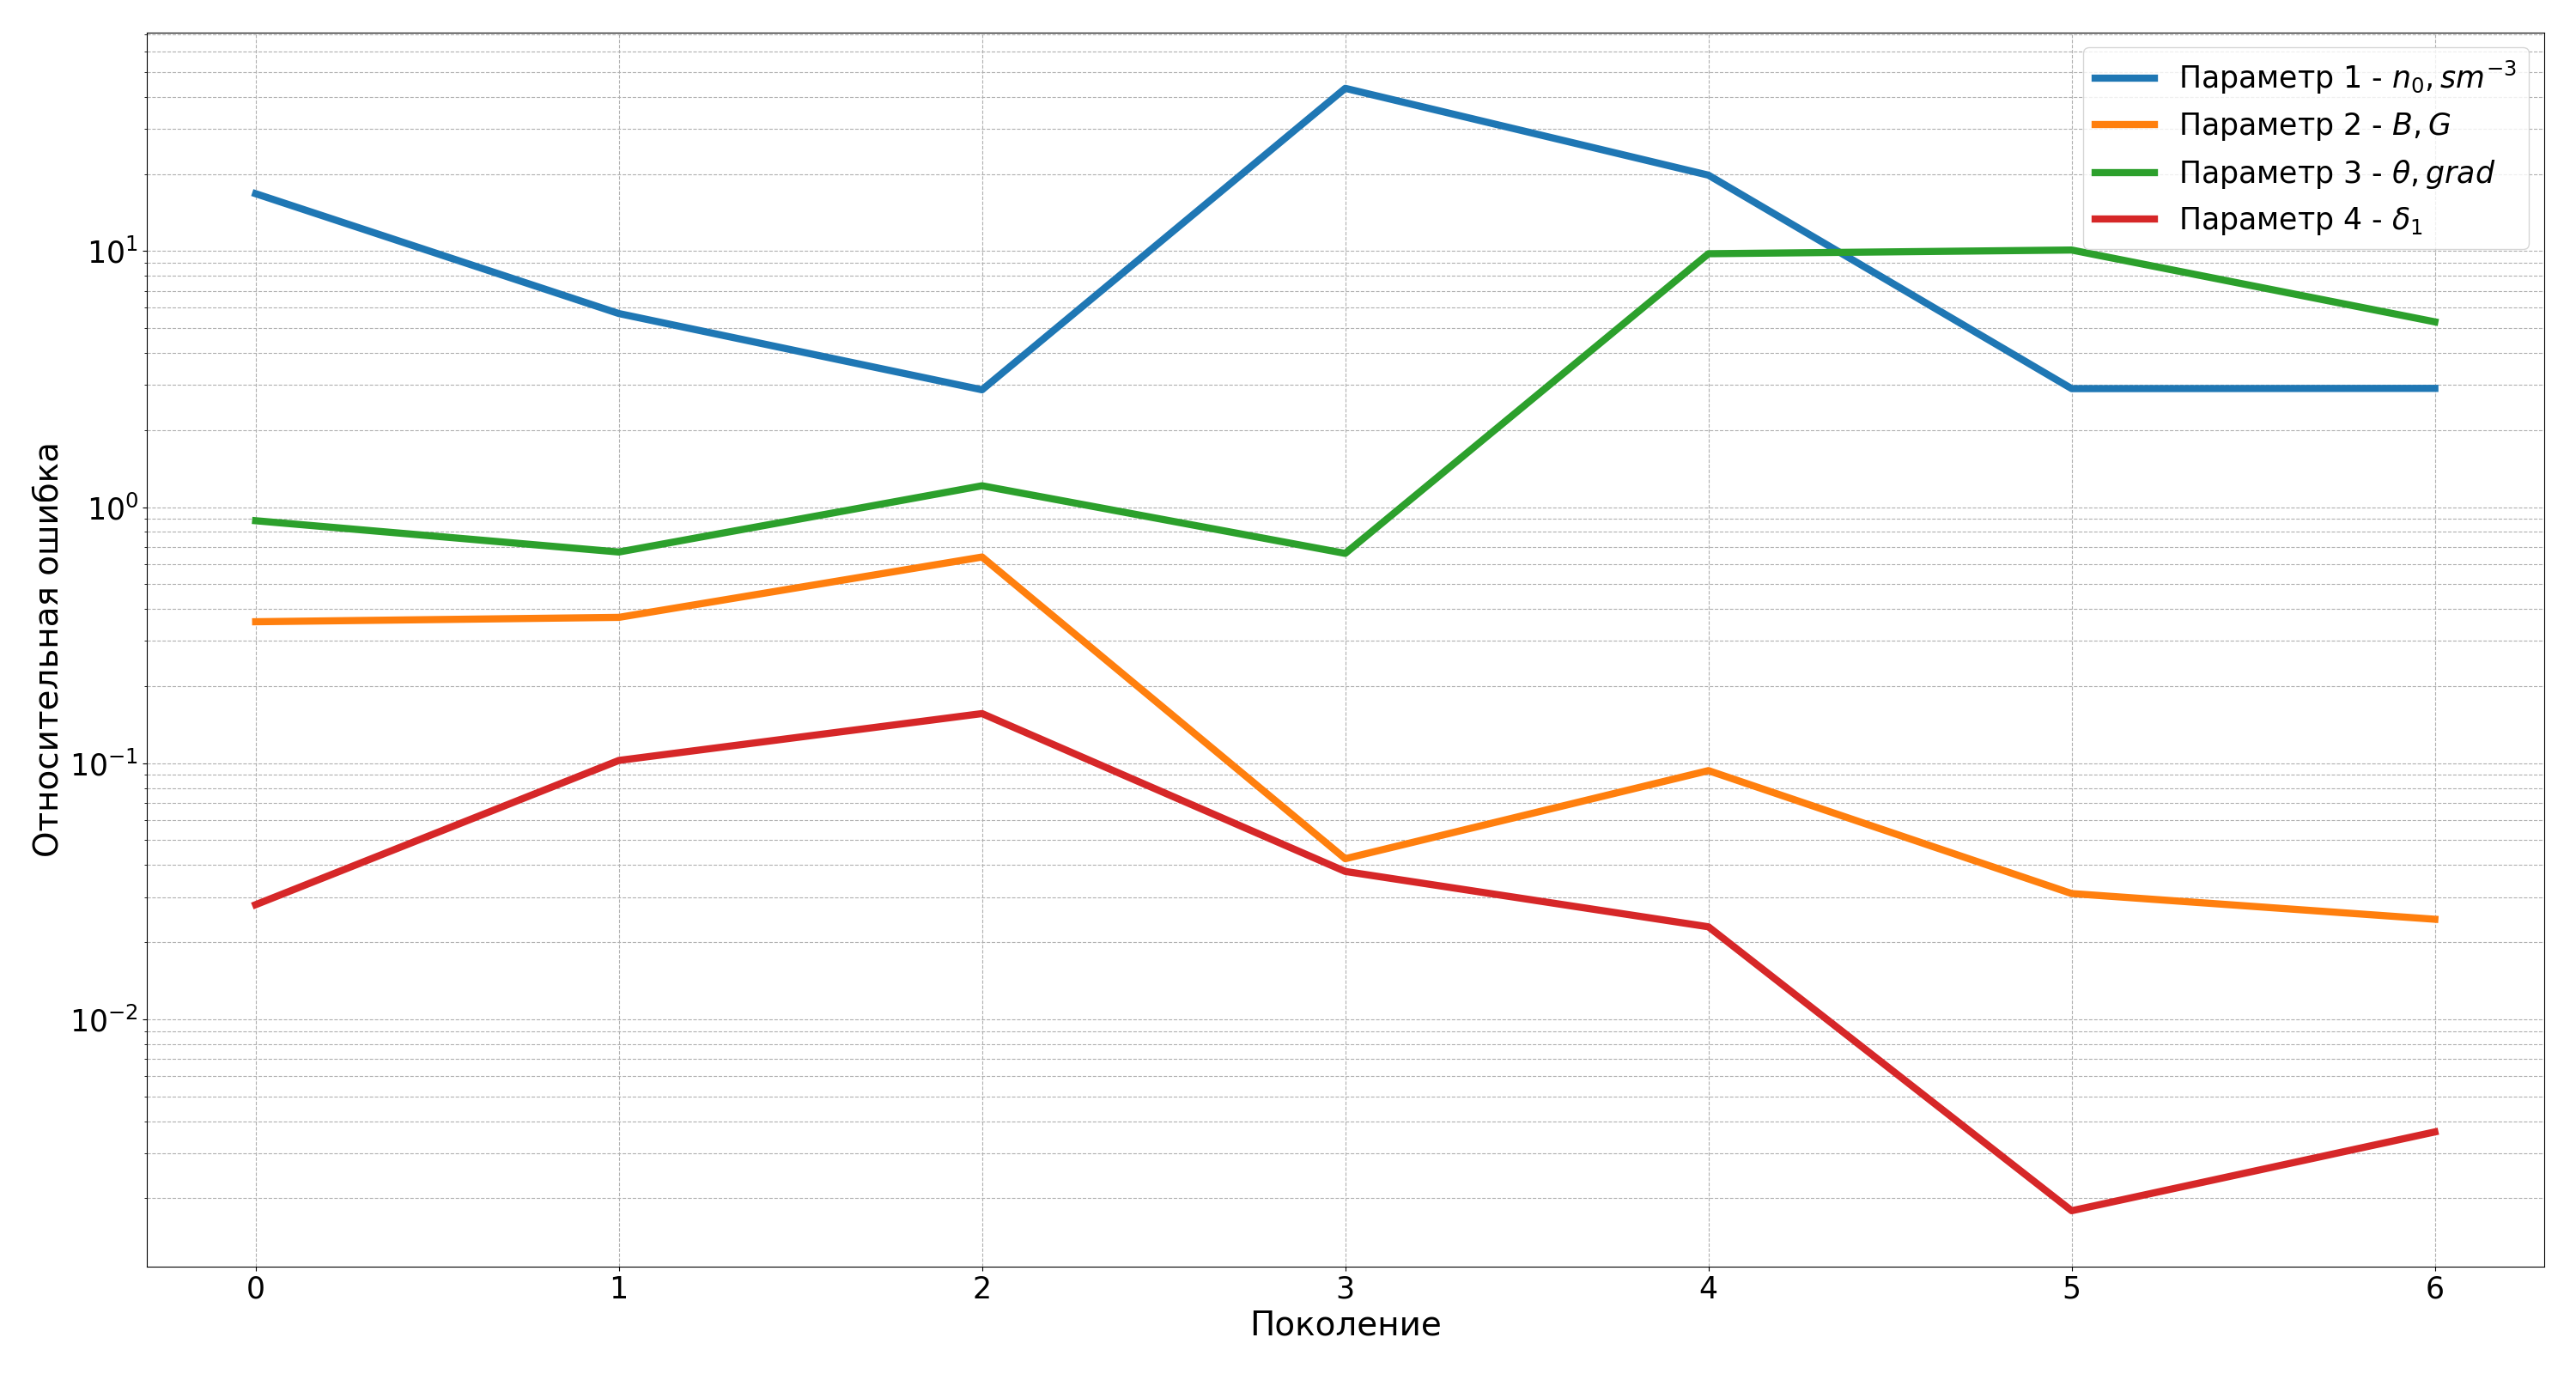 Параметр 1 - n₀, sm⁻³
Параметр 2 - B, G
Параметр 3 - θ, grad
Параметр 4 - δ₁
10¹
10⁰
10⁻¹
10⁻²
Относительная ошибка
0 1 2 3 4 5 6
Поколение